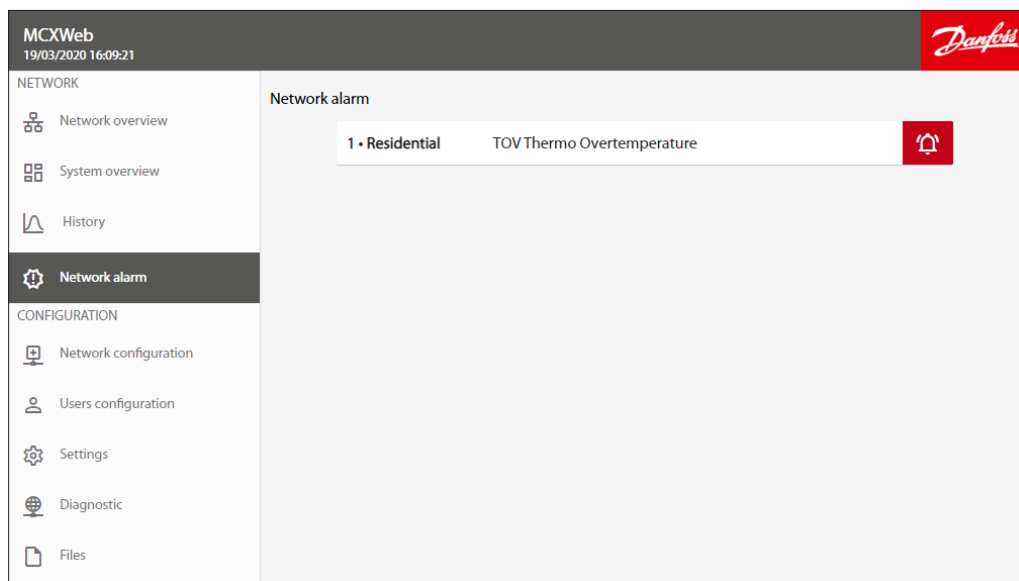 MCXWeb
19/03/2020 16:09:21
Danfoss
NETWORK
Network overview
System overview
History
Network alarm
CONFIGURATION
Network configuration
Users configuration
Settings
Diagnostic
Files
Network alarm
1 • Residential TOV Thermo Overtemperature